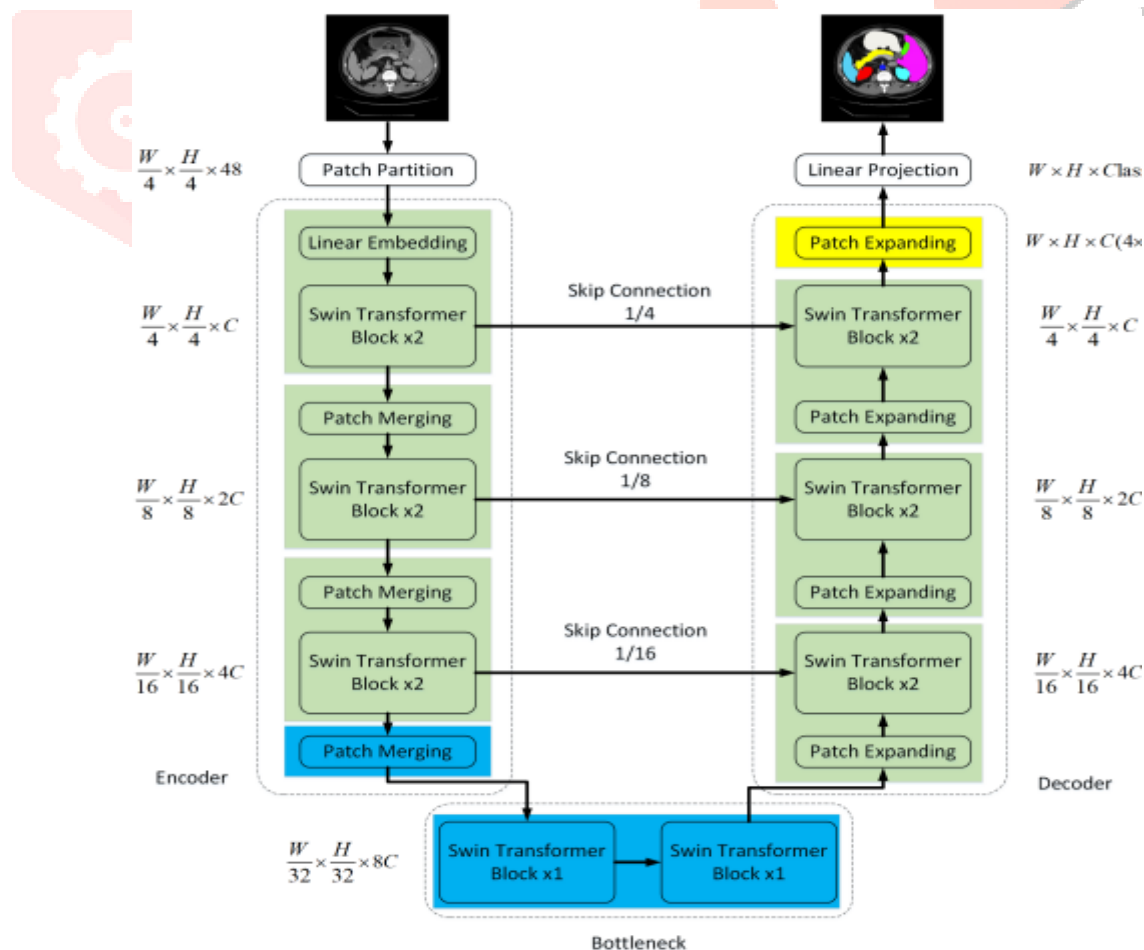 W/4 × H/4 × 48
Patch Partition
Linear Embedding
W/4 × H/4 × C
Swin Transformer
Block x2
Patch Merging
W/8 × H/8 × 2C
Swin Transformer
Block x2
Patch Merging
W/16 × H/16 × 4C
Swin Transformer
Block x2
Patch Merging
Encoder
Skip Connection
1/4
Skip Connection
1/8
Skip Connection
1/16
W/32 × H/32 × 8C
Swin Transformer
Block x1
Swin Transformer
Block x1
Bottleneck
Linear Projection
W × H × Class
Patch Expanding
W × H × C(4×
Swin Transformer
Block x2
W/4 × H/4 × C
Patch Expanding
Swin Transformer
Block x2
W/8 × H/8 × 2C
Patch Expanding
Swin Transformer
Block x2
W/16 × H/16 × 4C
Patch Expanding
Decoder